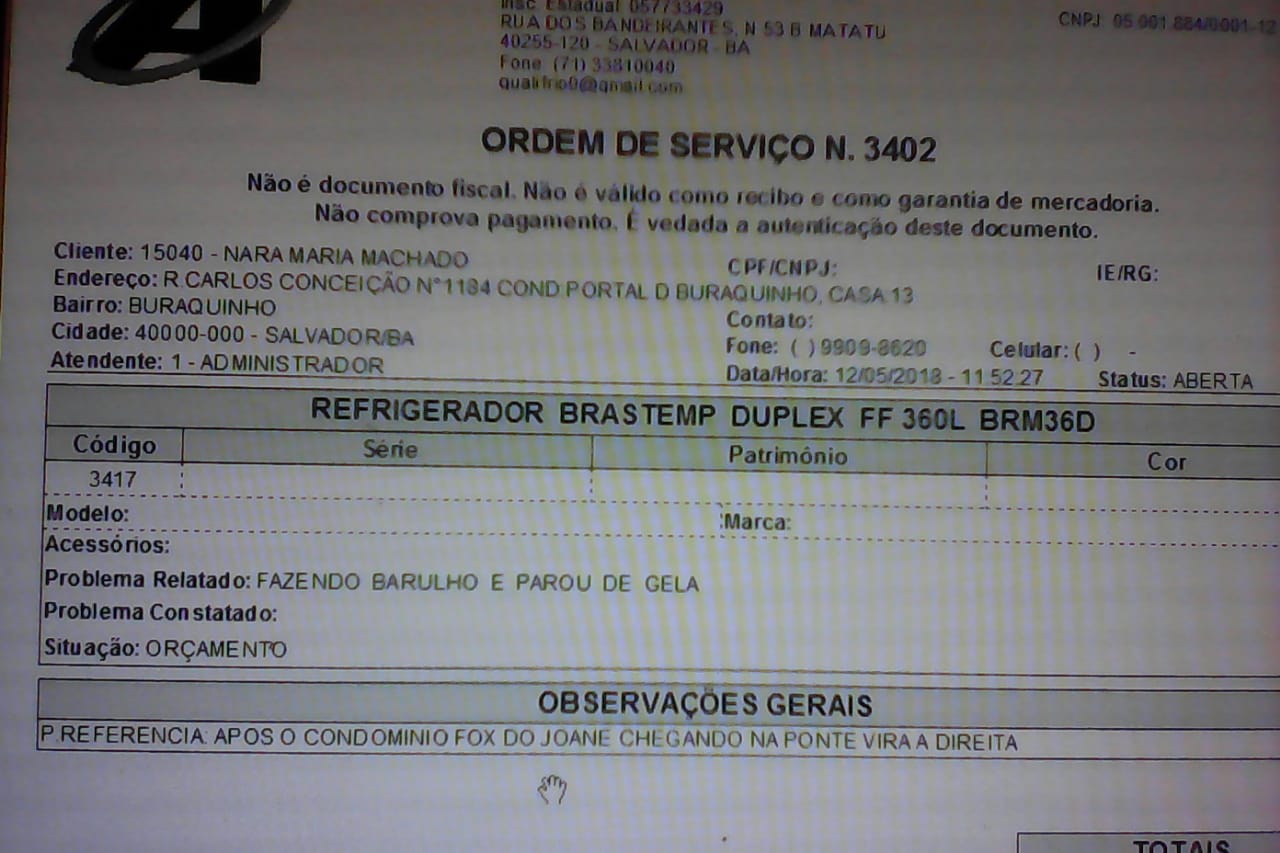 Insc Estadual 057733429
RUA DOS BANDEIRANTES, N 53 B MATATU
CNPJ 05.901.884/0001-12
40255-120 - SALVADOR - BA
Fone (71) 33810040
qualifrio0@gmail.com
ORDEM DE SERVIÇO N. 3402
Não é documento fiscal. Não é válido como recibo e como garantia de mercadoria.
Não comprova pagamento. É vedada a autenticação deste documento.
Cliente: 15040 - NARA MARIA MACHADO
CPF/CNPJ: IE/RG:
Endereço: R.CARLOS CONCEIÇÃO N°1184 COND:PORTAL D BURAQUINHO, CASA 13
Bairro: BURAQUINHO
Contato:
Cidade: 40000-000 - SALVADOR/BA
Fone: ( ) 9909-8620 Celular: ( ) -
Atendente: 1 - ADMINISTRADOR
Data/Hora: 12/05/2018 - 11:52:27 Status: ABERTA
REFRIGERADOR BRASTEMP DUPLEX FF 360L BRM36D
Código Série Patrimônio Cor
3417
Modelo: Marca:
Acessórios:
Problema Relatado: FAZENDO BARULHO E PAROU DE GELA
Problema Constatado:
Situação: ORÇAMENTO
OBSERVAÇÕES GERAIS
P.REFERENCIA: APOS O CONDOMINIO FOX DO JOANE CHEGANDO NA PONTE VIRA A DIREITA
TOTAIS